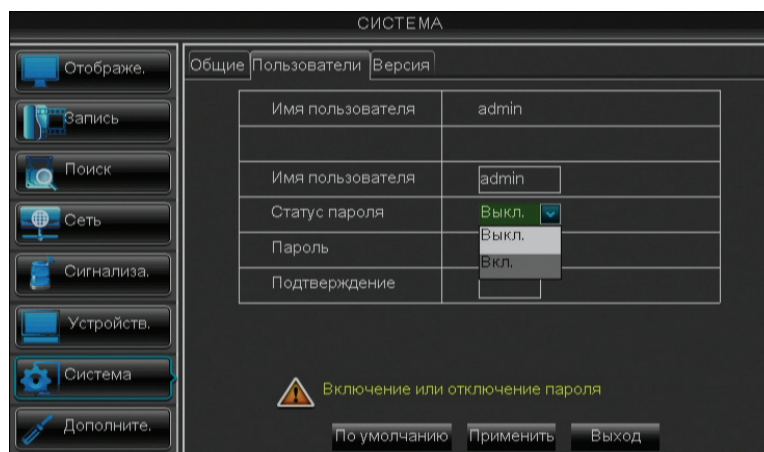 СИСТЕМА
Отображе.
Запись
Поиск
Сеть
Сигнализа.
Устройств.
Система
Дополните.
Общие Пользователи Версия
Имя пользователя admin
Имя пользователя admin
Статус пароля Выкл.
Выкл.
Пароль
Вкл.
Подтверждение
Включение или отключение пароля
По умолчанию Применить Выход